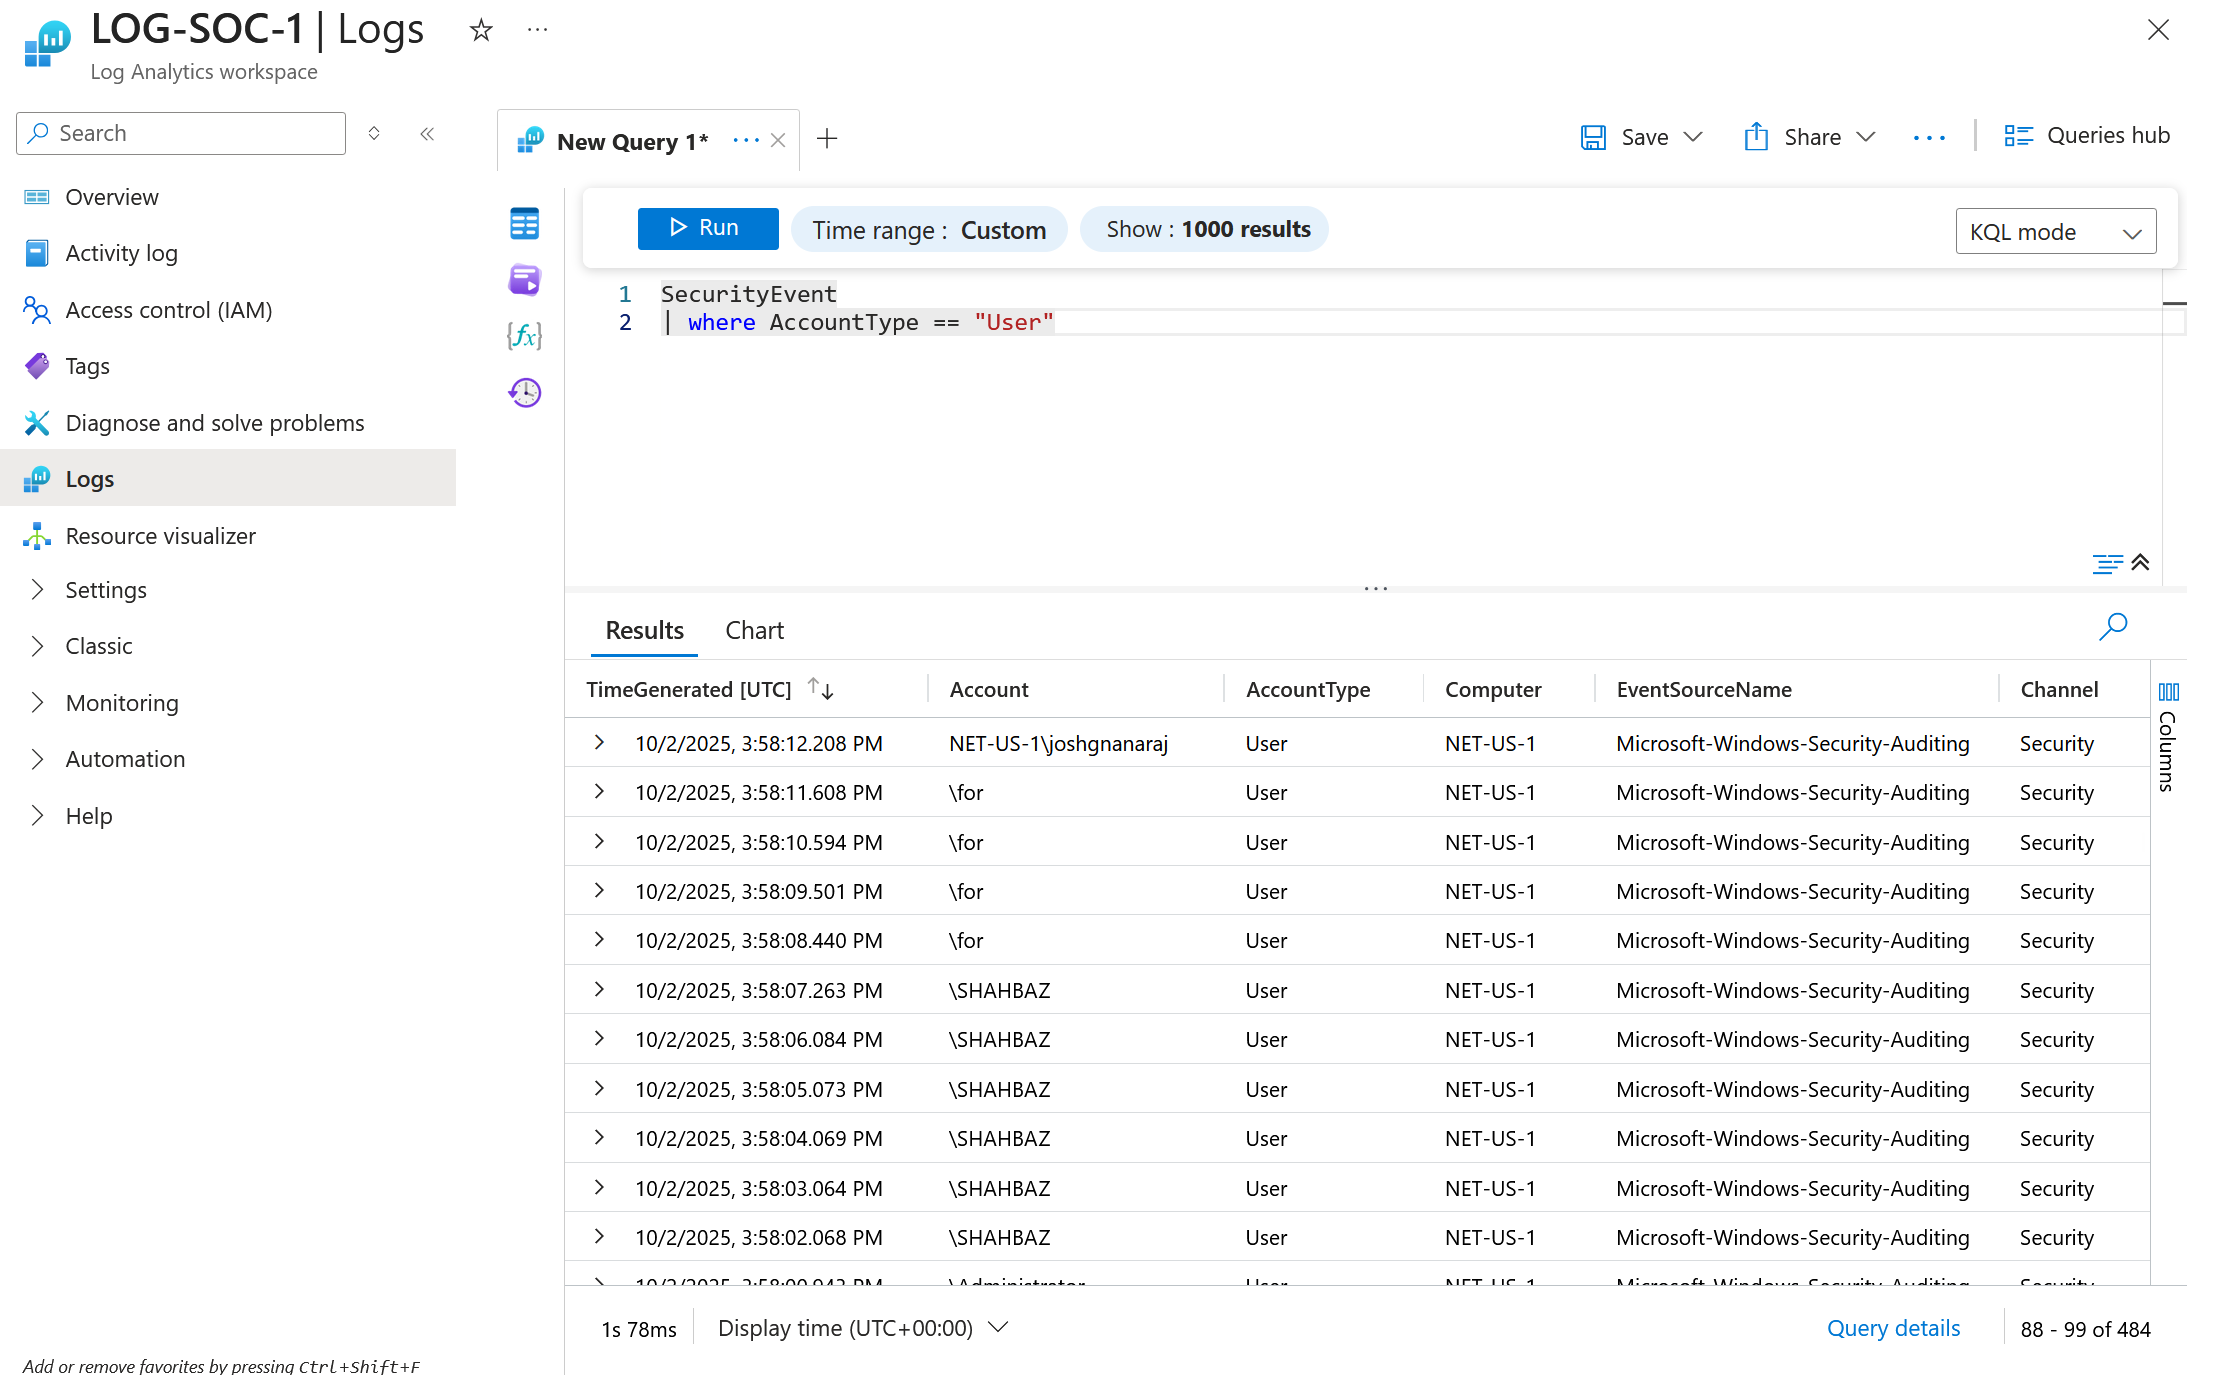 LOG-SOC-1 | Logs ☆ ...
Log Analytics workspace
Search
Overview
Activity log
Access control (IAM)
Tags
Diagnose and solve problems
Logs
Resource visualizer
Settings
Classic
Monitoring
Automation
Help
Add or remove favorites by pressing Ctrl+Shift+F
New Query 1* ...
Save
Share
...
Queries hub
Run
Time range : Custom
Show : 1000 results
KQL mode
1 SecurityEvent
2 | where AccountType == "User"
...
Results Chart
TimeGenerated [UTC] Account AccountType Computer EventSourceName Channel
10/2/2025, 3:58:12.208 PM NET-US-1\joshgnanaraj User NET-US-1 Microsoft-Windows-Security-Auditing Security
10/2/2025, 3:58:11.608 PM \for User NET-US-1 Microsoft-Windows-Security-Auditing Security
10/2/2025, 3:58:10.594 PM \for User NET-US-1 Microsoft-Windows-Security-Auditing Security
10/2/2025, 3:58:09.501 PM \for User NET-US-1 Microsoft-Windows-Security-Auditing Security
10/2/2025, 3:58:08.440 PM \for User NET-US-1 Microsoft-Windows-Security-Auditing Security
10/2/2025, 3:58:07.263 PM \SHAHBAZ User NET-US-1 Microsoft-Windows-Security-Auditing Security
10/2/2025, 3:58:06.084 PM \SHAHBAZ User NET-US-1 Microsoft-Windows-Security-Auditing Security
10/2/2025, 3:58:05.073 PM \SHAHBAZ User NET-US-1 Microsoft-Windows-Security-Auditing Security
10/2/2025, 3:58:04.069 PM \SHAHBAZ User NET-US-1 Microsoft-Windows-Security-Auditing Security
10/2/2025, 3:58:03.064 PM \SHAHBAZ User NET-US-1 Microsoft-Windows-Security-Auditing Security
10/2/2025, 3:58:02.068 PM \SHAHBAZ User NET-US-1 Microsoft-Windows-Security-Auditing Security
10/2/2025, 3:58:00.943 PM \Administrator User NET-US-1 Microsoft-Windows-Security-Auditing Security
Columns
1s 78ms
Display time (UTC+00:00)
Query details
88 - 99 of 484